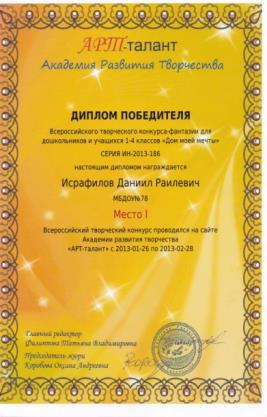 АРТ-талант
Академия Развития Творчества
ДИПЛОМ ПОБЕДИТЕЛЯ
Всероссийского творческого конкурса-фантазии для
дошкольников и учащихся 1-4 классов «Дом моей мечты»
СЕРИЯ ИН-2013-186
настоящим дипломом награждается
Исрафилов Даниил Раилевич
МБДОУ№78
Место I
Всероссийский творческий конкурс проводился на сайте
Академии развития творчества
«АРТ-талант» с 2013-01-26 по 2013-02-28
Главный редактор
Филиппова Татьяна Владимировна
Председатель жюри
Коробова Оксана Андреевна